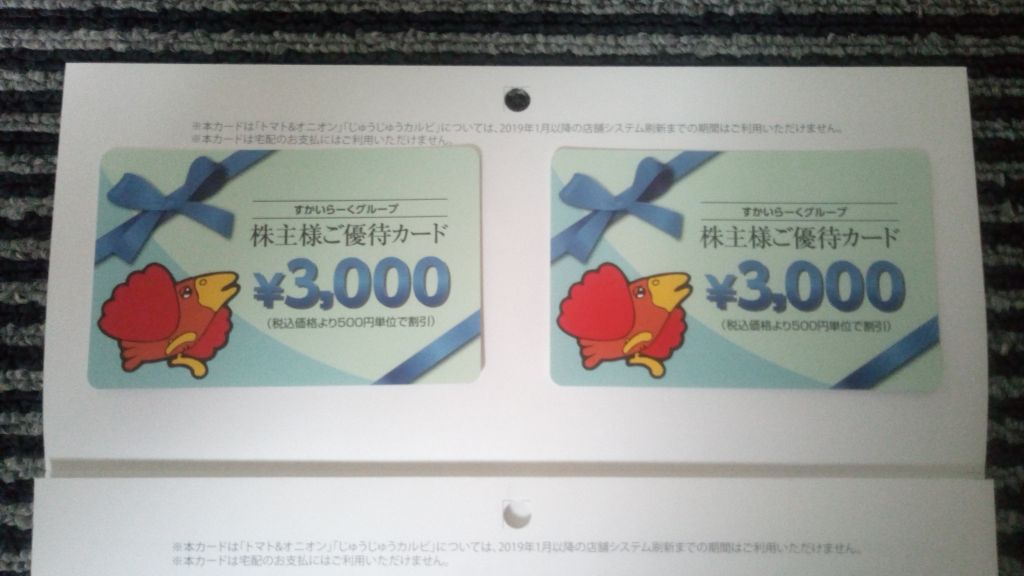 ※本カードは「トマト&オニオン」「じゅうじゅうカルビ」については、2019年1月以降の店舗システム刷新までの期間はご利用いただけません。
※本カードは宅配のお支払にはご利用いただけません。
すかいらーくグループ
株主様ご優待カード
¥3,000
(税込価格より500円単位で割引)
すかいらーくグループ
株主様ご優待カード
¥3,000
(税込価格より500円単位で割引)
※本カードは「トマト&オニオン」「じゅうじゅうカルビ」については、2019年1月以降の店舗システム刷新までの期間はご利用いただけません。
※本カードは宅配のお支払にはご利用いただけません。